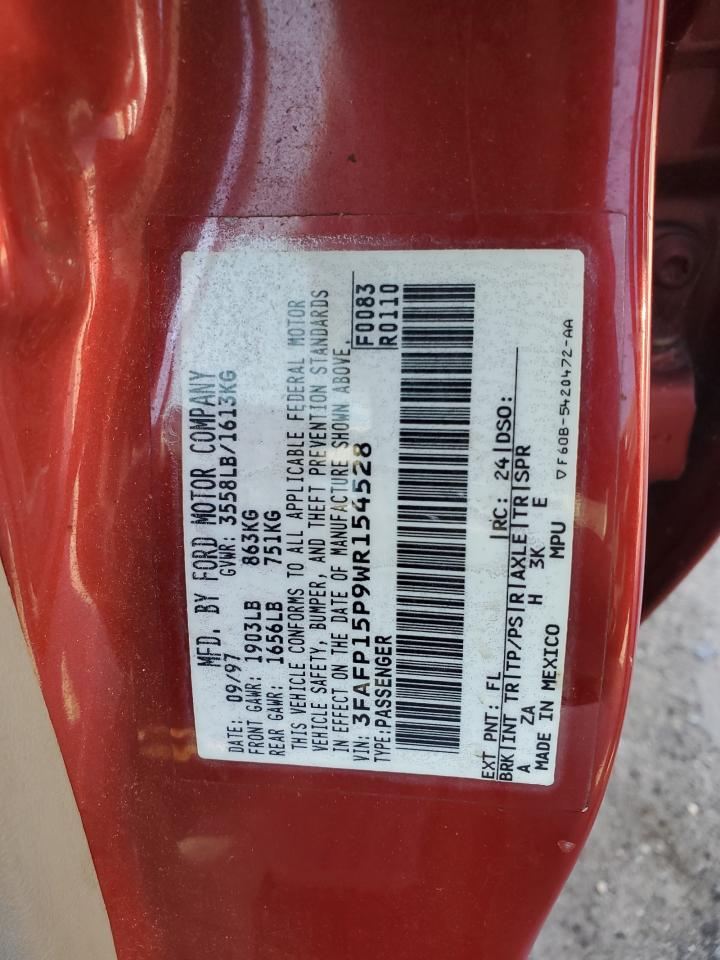 MFD. BY FORD MOTOR COMPANY
DATE: 09/97 GVWR: 3558LB/1613KG
FRONT GAWR: 1903LB 863KG
REAR GAWR: 1656LB 751KG
THIS VEHICLE CONFORMS TO ALL APPLICABLE FEDERAL MOTOR
VEHICLE SAFETY, BUMPER, AND THEFT PREVENTION STANDARDS
IN EFFECT ON THE DATE OF MANUFACTURE SHOWN ABOVE.
VIN: 3FAFP15P9WR154528 F0083
TYPE: PASSENGER R0110
EXT PNT: FL RC: 24 DSO:
BRK INT TR TP/PS R AXLE TR SPR
A ZA H 3K E
MADE IN MEXICO MPU
▽ F60B-5420472-AA